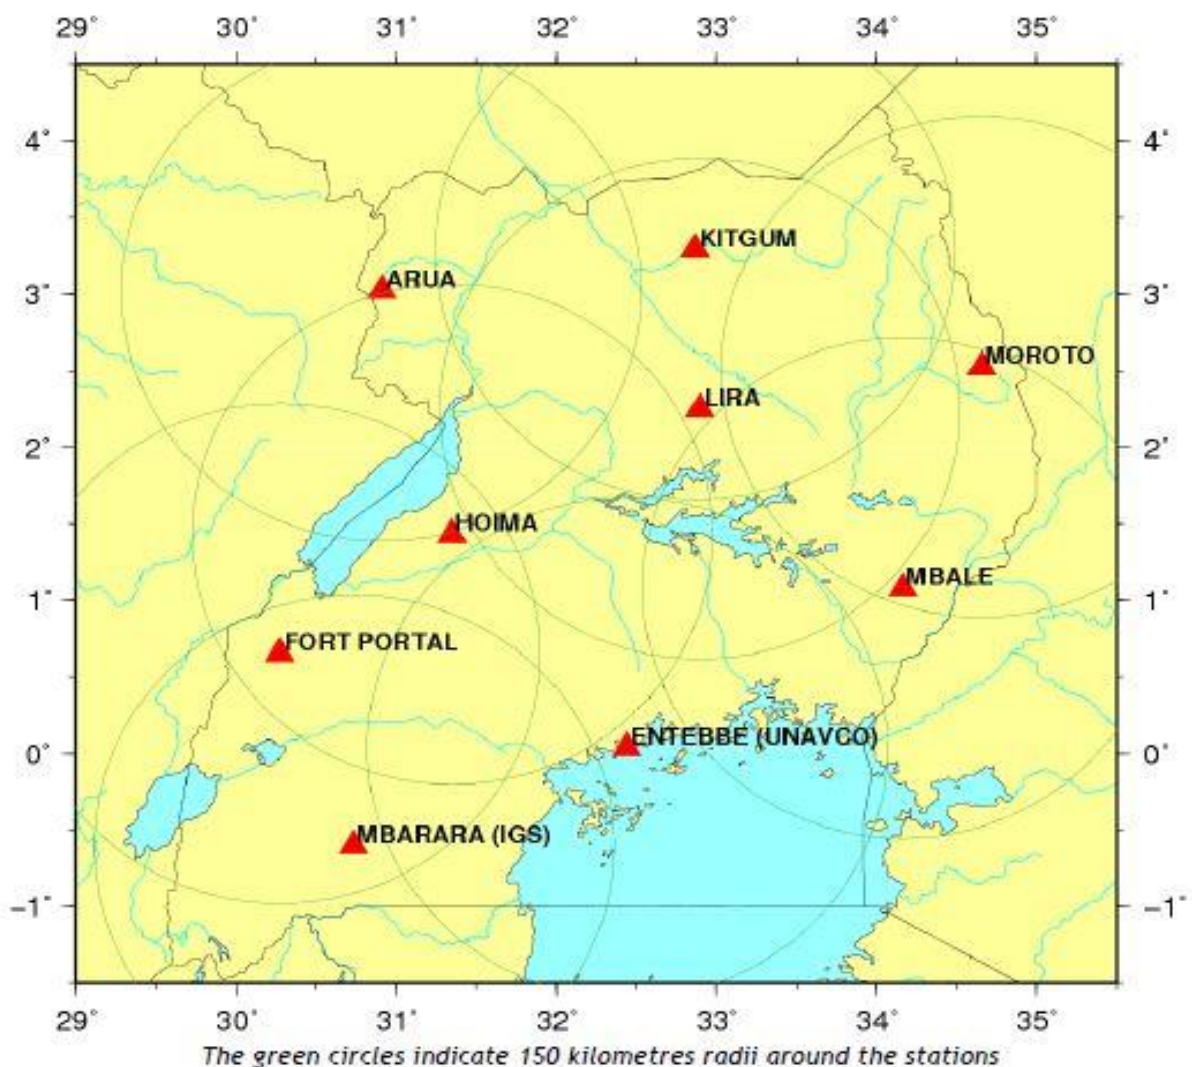 29° 30° 31° 32° 33° 34° 35°
4° 4°
KITGUM
ARUA
3° 3°
MOROTO
LIRA
2° 2°
HOIMA
MBALE
1° 1°
FORT PORTAL
ENTEBBE (UNAVCO)
0° 0°
MBARARA (IGS)
−1° −1°
29° 30° 31° 32° 33° 34° 35°
The green circles indicate 150 kilometres radii around the stations